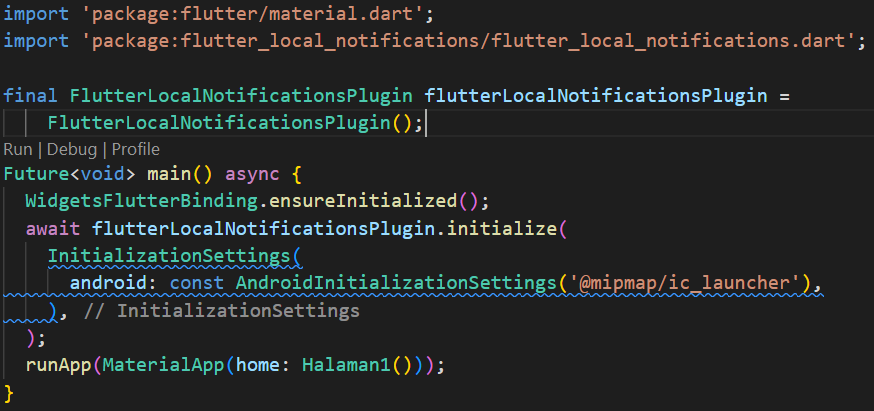 import 'package:flutter/material.dart';
import 'package:flutter_local_notifications/flutter_local_notifications.dart';
final FlutterLocalNotificationsPlugin flutterLocalNotificationsPlugin =
FlutterLocalNotificationsPlugin();
Run | Debug | Profile
Future<void> main() async {
WidgetsFlutterBinding.ensureInitialized();
await flutterLocalNotificationsPlugin.initialize(
InitializationSettings(
android: const AndroidInitializationSettings('@mipmap/ic_launcher'),
), // InitializationSettings
);
runApp(MaterialApp(home: Halaman1()));
}